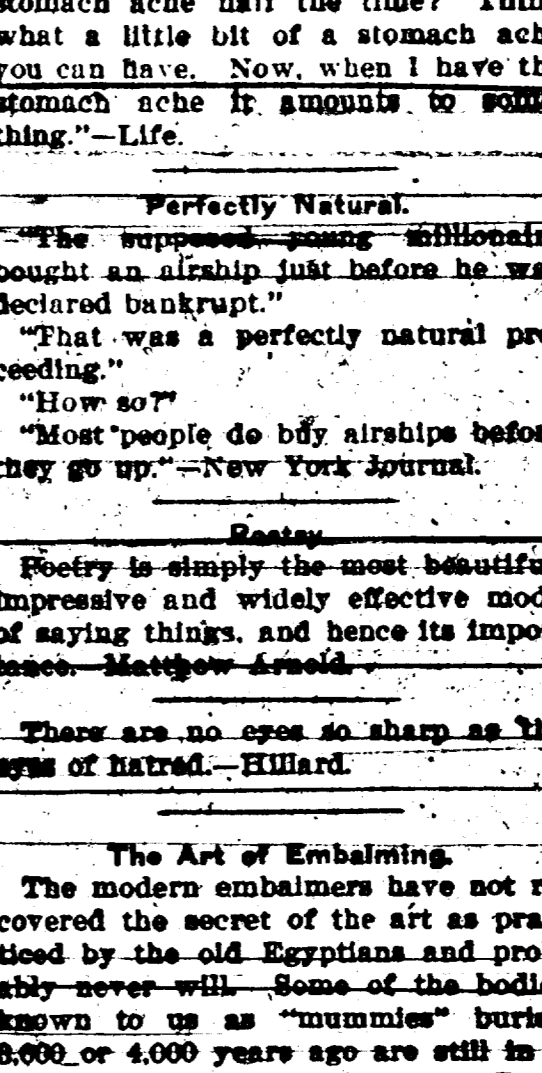 stomach ache half the time? Thin
what a little bit of a stomach ach
you can have. Now, when I have th
stomach ache it amounts to some
thing."—Life.
Perfectly Natural.
"The supposed young millionair
bought an airship just before he wa
declared bankrupt."
"That was a perfectly natural pro
ceeding."
"How so?"
"Most people do buy airships befor
they go up."—New York Journal.
Poetry.
Poetry is simply the most beautifu
impressive and widely effective mod
of saying things, and hence its impo
tance. Matthew Arnold.
There are no eyes so sharp as th
eyes of hatred.—Hillard.
The Art of Embalming.
The modern embalmers have not r
covered the secret of the art as pra
ticed by the old Egyptians and pro
ably never will. Some of the bodie
known to us as "mummies" burie
3,000 or 4,000 years ago are still in